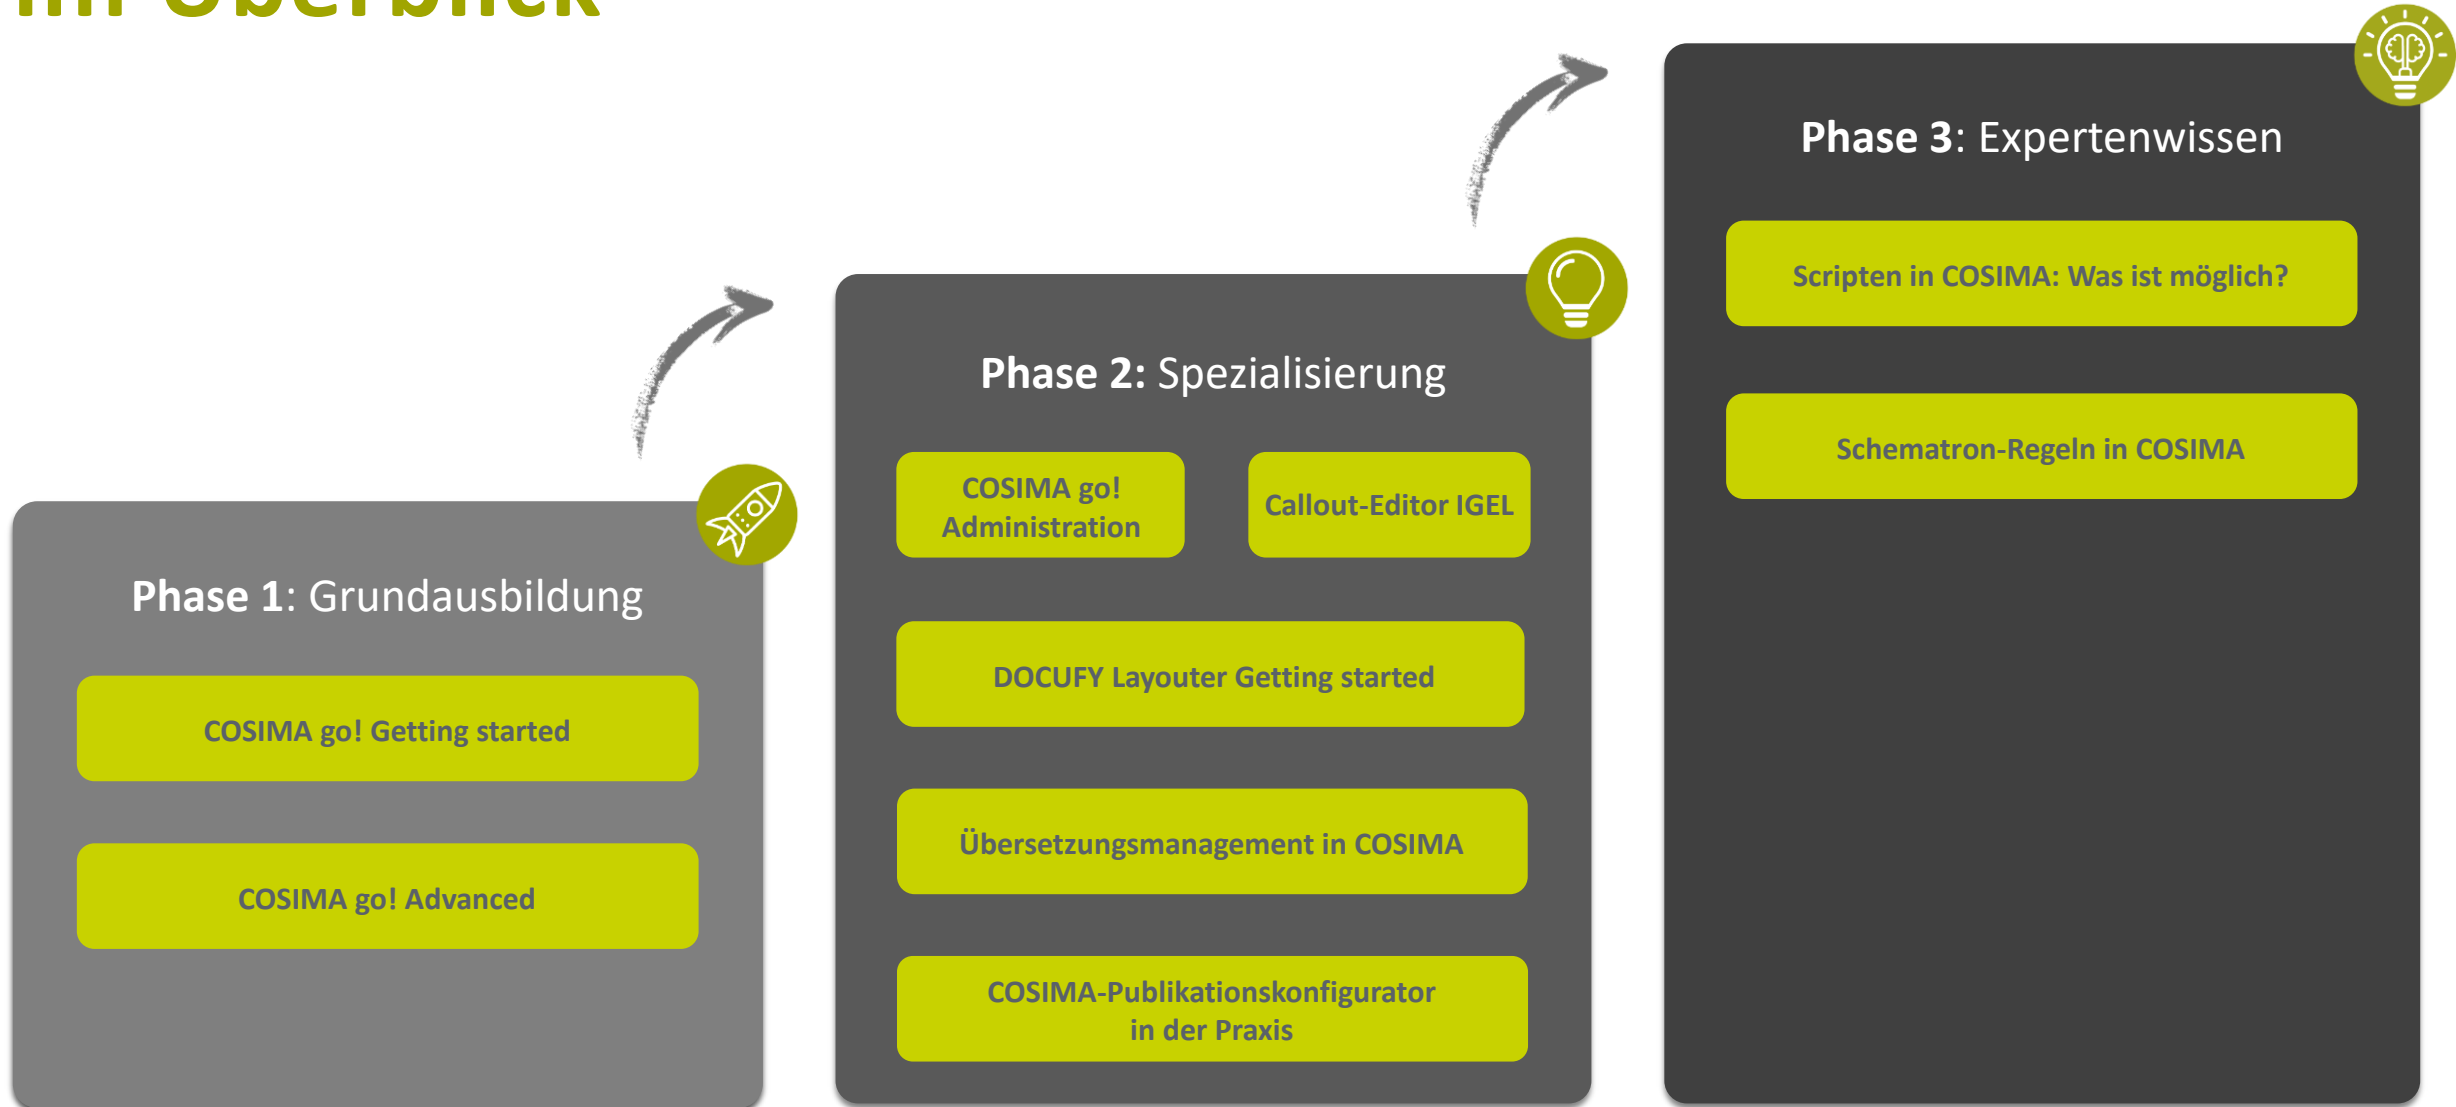 Überblick
Phase 1: Grundausbildung
COSIMA go! Getting started
COSIMA go! Advanced
Phase 2: Spezialisierung
COSIMA go!
Administration
Callout-Editor IGEL
DOCUFY Layouter Getting started
Übersetzungsmanagement in COSIMA
COSIMA-Publikationskonfigurator
in der Praxis
Phase 3: Expertenwissen
Scripten in COSIMA: Was ist möglich?
Schematron-Regeln in COSIMA